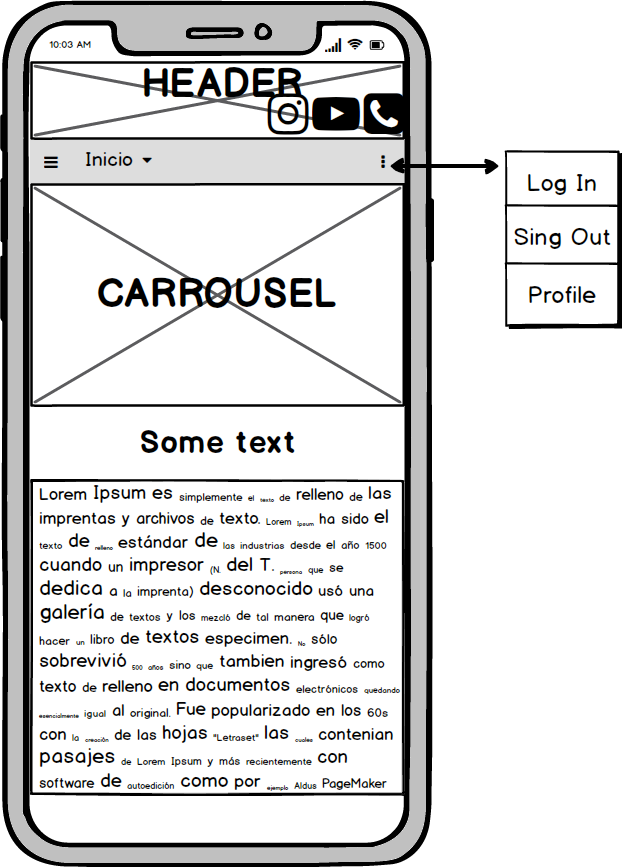 10:03 AM
HEADER
Inicio
Log In
Sing Out
Profile
CARROUSEL
Some text
Lorem Ipsum es simplemente el texto de relleno de las
imprentas y archivos de texto. Lorem Ipsum ha sido el
texto de relleno estándar de las industrias desde el año 1500
cuando un impresor (N. del T. persona que se
dedica a la imprenta) desconocido usó una
galería de textos y los mezcló de tal manera que logró
hacer un libro de textos especimen. No sólo
sobrevivió 500 años sino que tambien ingresó como
texto de relleno en documentos electrónicos quedando
esencialmente igual al original. Fue popularizado en los 60s
con la creación de las hojas "Letraset" las cuales contenian
pasajes de Lorem Ipsum y más recientemente con
software de autoedición como por ejemplo Aldus PageMaker